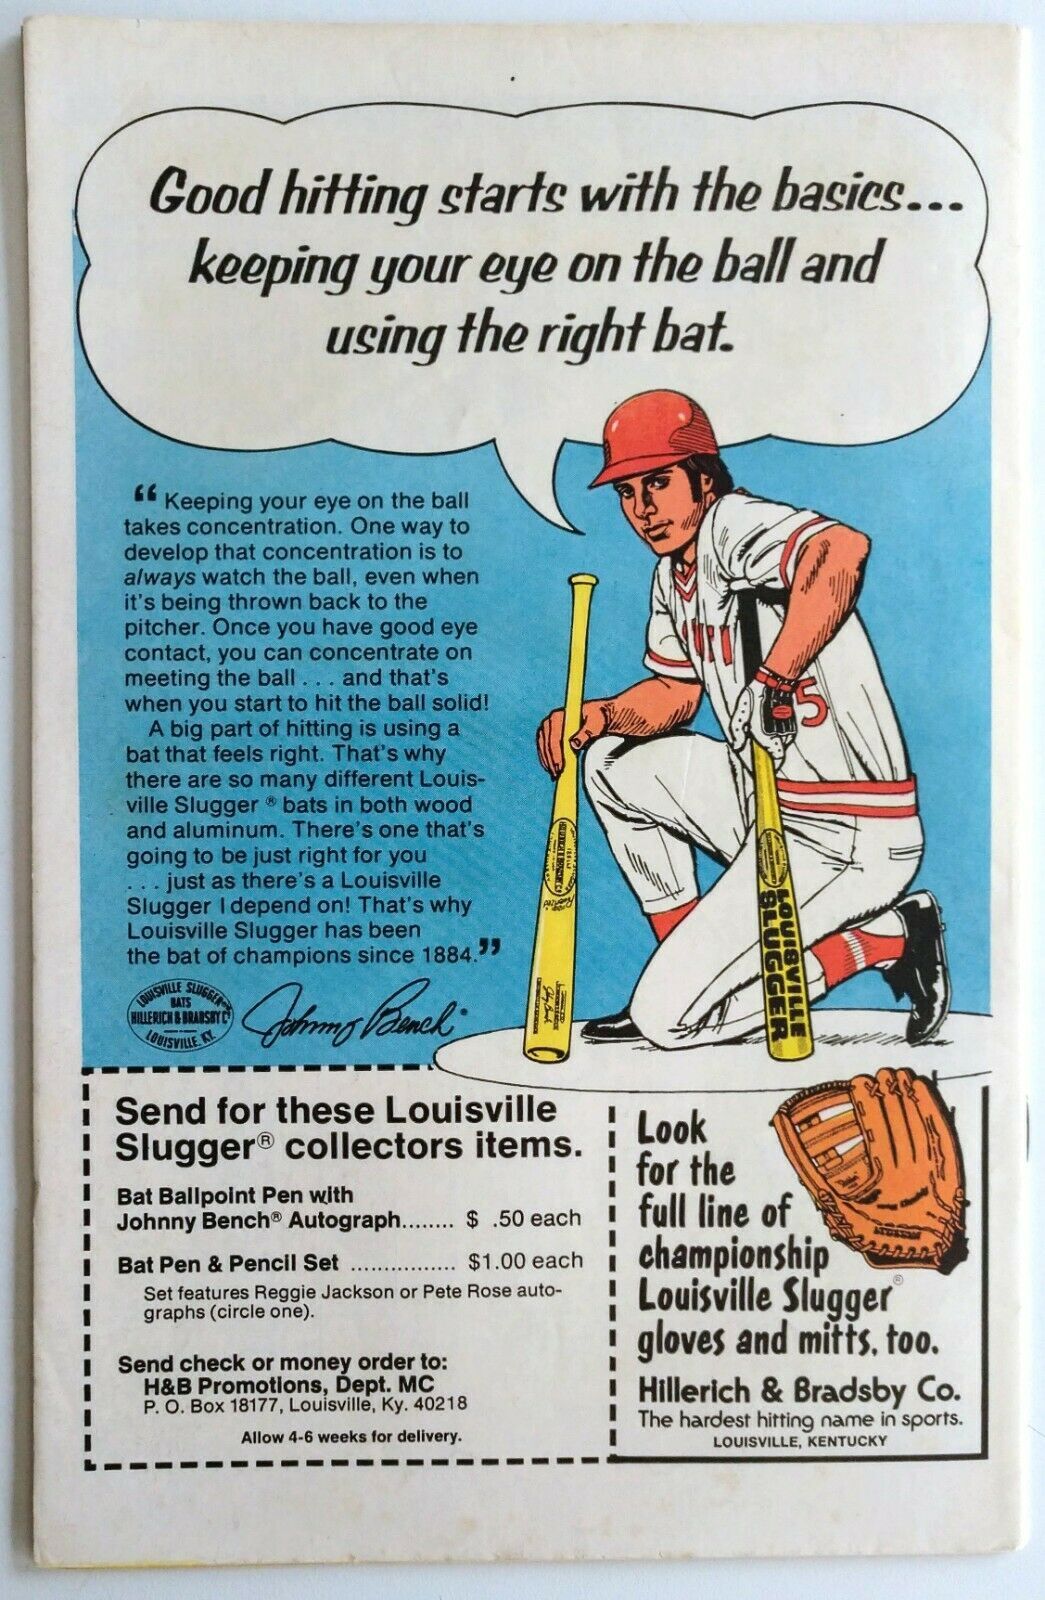 Good hitting starts with the basics...
keeping your eye on the ball and
using the right bat.
“ Keeping your eye on the ball
takes concentration. One way to
develop that concentration is to
always watch the ball, even when
it's being thrown back to the
pitcher. Once you have good eye
contact, you can concentrate on
meeting the ball . . . and that's
when you start to hit the ball solid!
A big part of hitting is using a
bat that feels right. That's why
there are so many different Louis-
ville Slugger ® bats in both wood
and aluminum. There's one that's
going to be just right for you
. . . just as there's a Louisville
Slugger I depend on! That's why
Louisville Slugger has been
the bat of champions since 1884.”
LOUISVILLE SLUGGER
BATS
HILLERICH & BRADSBY Co
LOUISVILLE. KY.
Johnny Bench
5
LOUISVILLE
SLUGGER
Send for these Louisville
Slugger® collectors items.
Bat Ballpoint Pen with
Johnny Bench® Autograph........ $ .50 each
Bat Pen & Pencil Set ................ $1.00 each
Set features Reggie Jackson or Pete Rose auto-
graphs (circle one).
Send check or money order to:
H&B Promotions, Dept. MC
P. O. Box 18177, Louisville, Ky. 40218
Allow 4-6 weeks for delivery.
Look
for the
full line of
championship
Louisville Slugger®
gloves and mitts, too.
Hillerich & Bradsby Co.
The hardest hitting name in sports.
LOUISVILLE, KENTUCKY